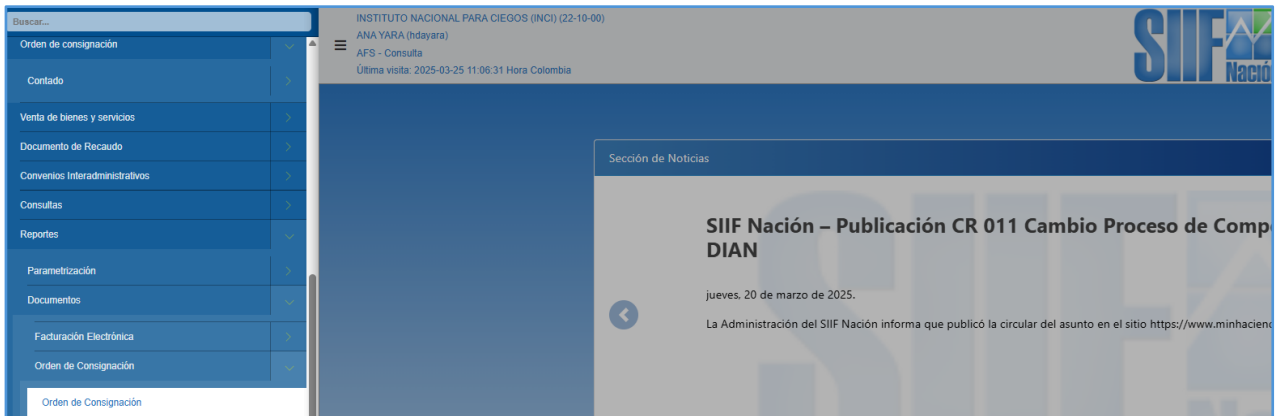 Buscar...
Orden de consignación
Contado
Venta de bienes y servicios
Documento de Recaudo
Convenios Interadministrativos
Consultas
Reportes
Parametrización
Documentos
Facturación Electrónica
Orden de Consignación
Orden de Consignación
INSTITUTO NACIONAL PARA CIEGOS (INCI) (22-10-00)
ANA YARA (hdayara)
AFS - Consulta
Última visita: 2025-03-25 11:06:31 Hora Colombia
SIIF
Nació
Sección de Noticias
SIIF Nación – Publicación CR 011 Cambio Proceso de Comp
DIAN
jueves, 20 de marzo de 2025.
La Administración del SIIF Nación informa que publicó la circular del asunto en el sitio https://www.minhacienc